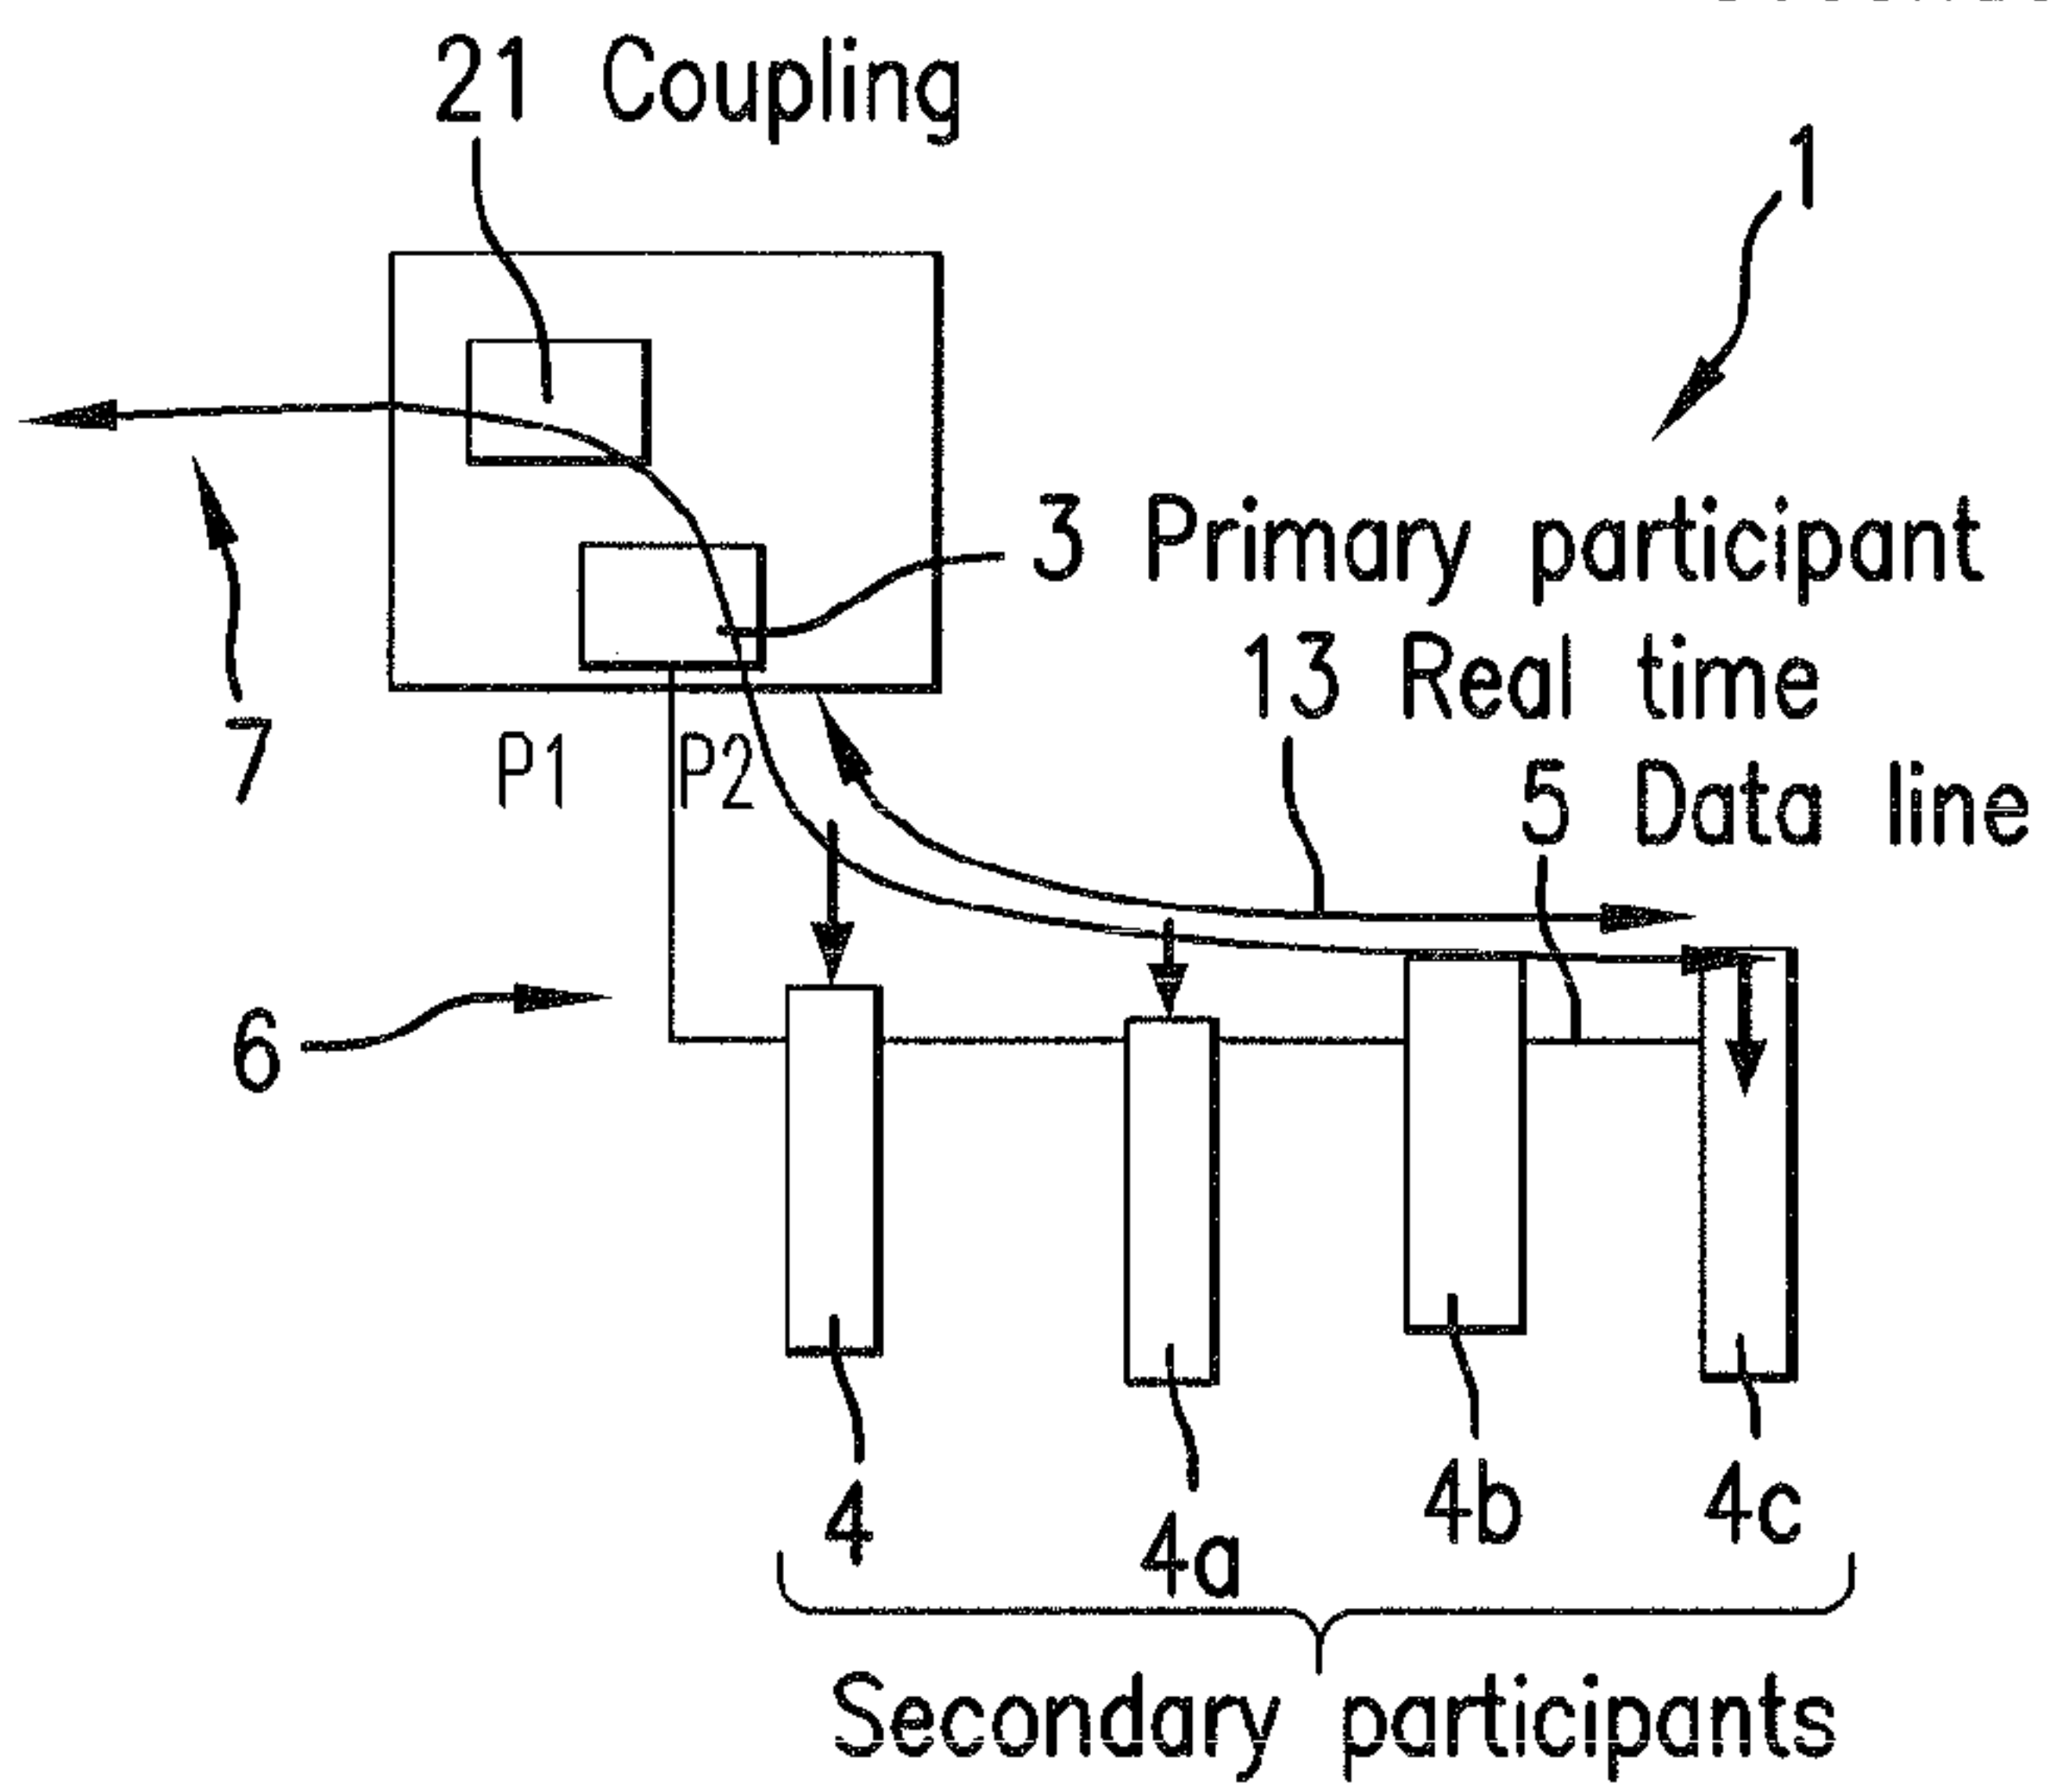 21 Coupling
1
3 Primary participant
13 Real time
7
P1 P2
5 Data line
6
4
4a
4b
4c
Secondary participants